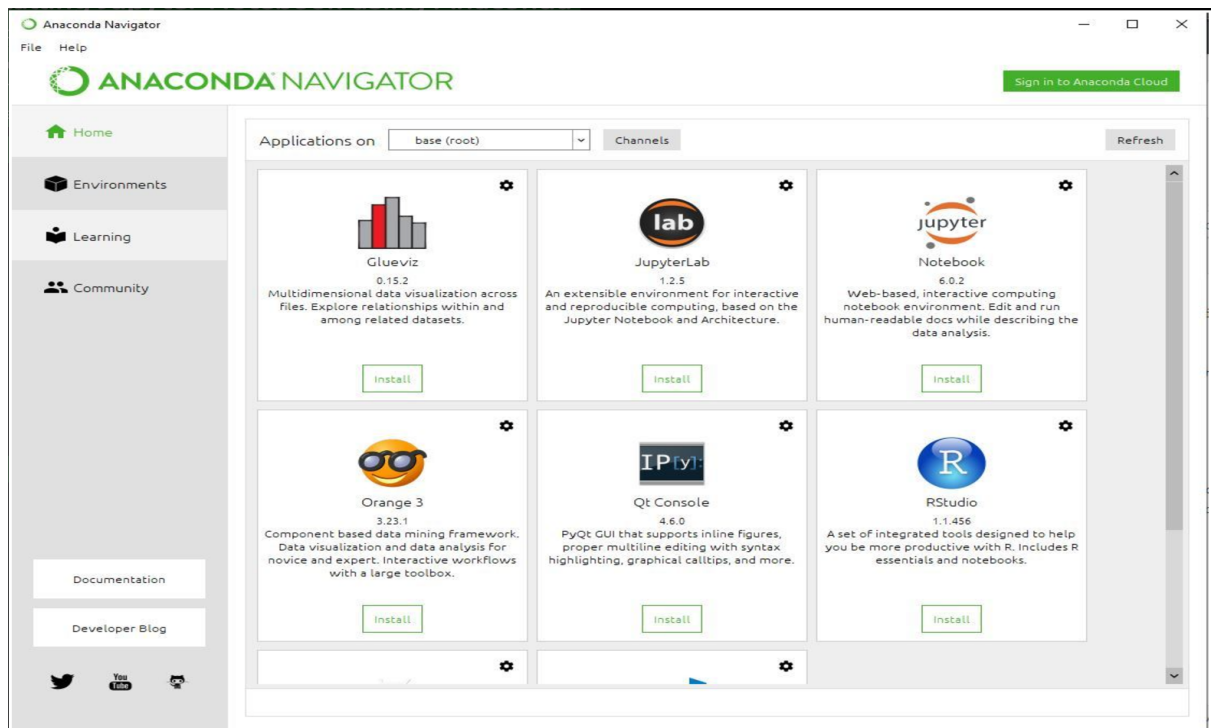 Anaconda Navigator
File Help
ANACONDA NAVIGATOR
Sign in to Anaconda Cloud
Home
Environments
Learning
Community
Documentation
Developer Blog
You
Tube
Applications on base (root) Channels Refresh
Glueviz
0.15.2
Multidimensional data visualization across
files. Explore relationships within and
among related datasets.
Install
lab
JupyterLab
1.2.5
An extensible environment for interactive
and reproducible computing, based on the
Jupyter Notebook and Architecture.
Install
jupyter
Notebook
6.0.2
Web-based, interactive computing
notebook environment. Edit and run
human-readable docs while describing the
data analysis.
Install
Orange 3
3.23.1
Component based data mining framework.
Data visualization and data analysis for
novice and expert. Interactive workflows
with a large toolbox.
Install
IP[y]:
Qt Console
4.6.0
PyQt GUI that supports inline figures,
proper multiline editing with syntax
highlighting, graphical calltips, and more.
Install
R
RStudio
1.1.456
A set of integrated tools designed to help
you be more productive with R. Includes R
essentials and notebooks.
Install